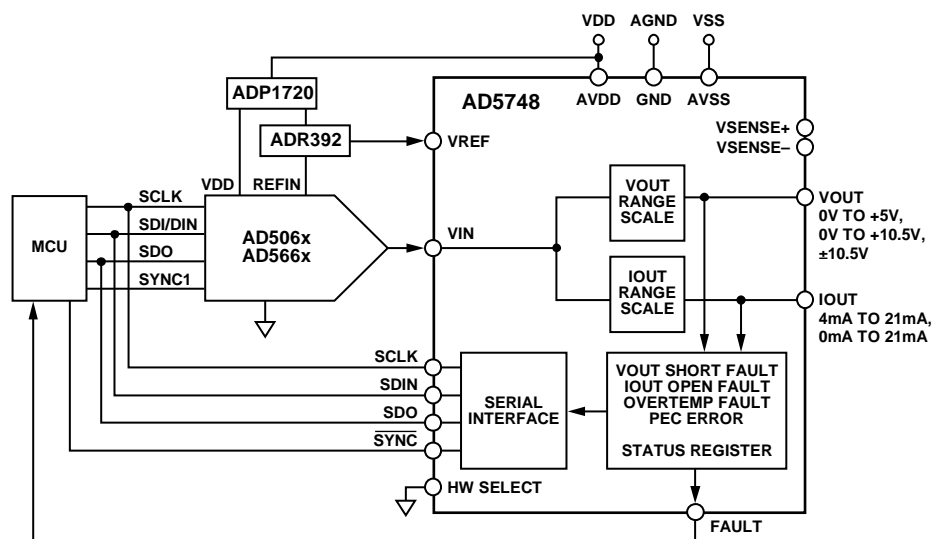 VDD AGND VSS
ADP1720
AD5748
AVDD GND AVSS
ADR392
VSENSE+
VSENSE–
VREF
SCLK
VDD REFIN
SDI/DIN
MCU
SDO
SYNC1
AD506x
AD566x
VIN
VOUT
RANGE
SCALE
VOUT
0V TO +5V,
0V TO +10.5V,
±10.5V
IOUT
RANGE
SCALE
IOUT
4mA TO 21mA,
0mA TO 21mA
SCLK
SDIN
SDO
SYNC
SERIAL
INTERFACE
VOUT SHORT FAULT
IOUT OPEN FAULT
OVERTEMP FAULT
PEC ERROR
STATUS REGISTER
HW SELECT
FAULT